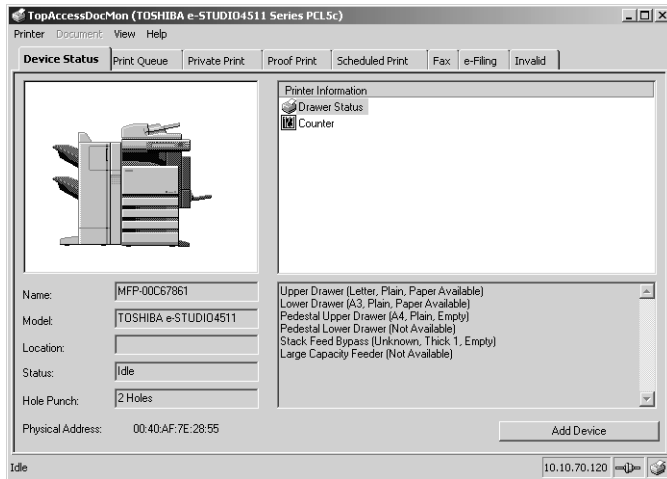 TopAccessDocMon (TOSHIBA e-STUDIO4511 Series PCL5c)
Printer Document View Help
Device Status Print Queue Private Print Proof Print Scheduled Print Fax e-Filing Invalid
Printer Information
Drawer Status
Counter
Name: MFP-00C67861
Model: TOSHIBA e-STUDIO4511
Location:
Status: Idle
Hole Punch: 2 Holes
Physical Address: 00:40:AF:7E:28:55
Upper Drawer (Letter, Plain, Paper Available)
Lower Drawer (A3, Plain, Paper Available)
Pedestal Upper Drawer (A4, Plain, Empty)
Pedestal Lower Drawer (Not Available)
Stack Feed Bypass (Unknown, Thick 1, Empty)
Large Capacity Feeder (Not Available)
Add Device
Idle
10.10.70.120